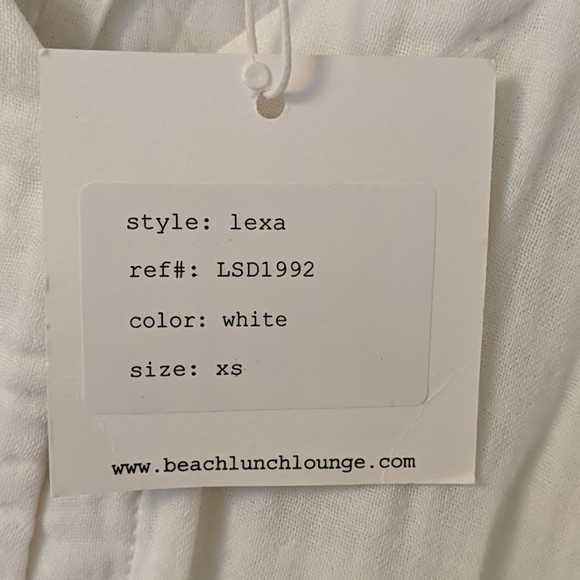 style: lexa
ref#: LSD1992
color: white
size: xs
www.beachlunchlounge.com